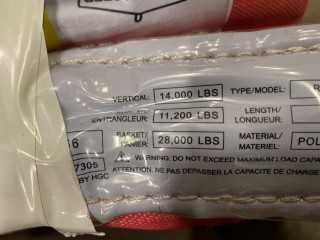 VERTICAL: 14,000 LBS TYPE/MODEL: R
ENTRANGLEUR: 11,200 LBS LENGTH/ LONGUEUR:
6 BASKET/ PANIER: 28,000 LBS MATERIAL/ MATERIEL: POL
7305 WARNING: DO NOT EXCEED MAXIMUM LOAD CAPA
BY HGC ATTENTION: NE PAS DEPASSER LA CAPACITE DE CHARGE